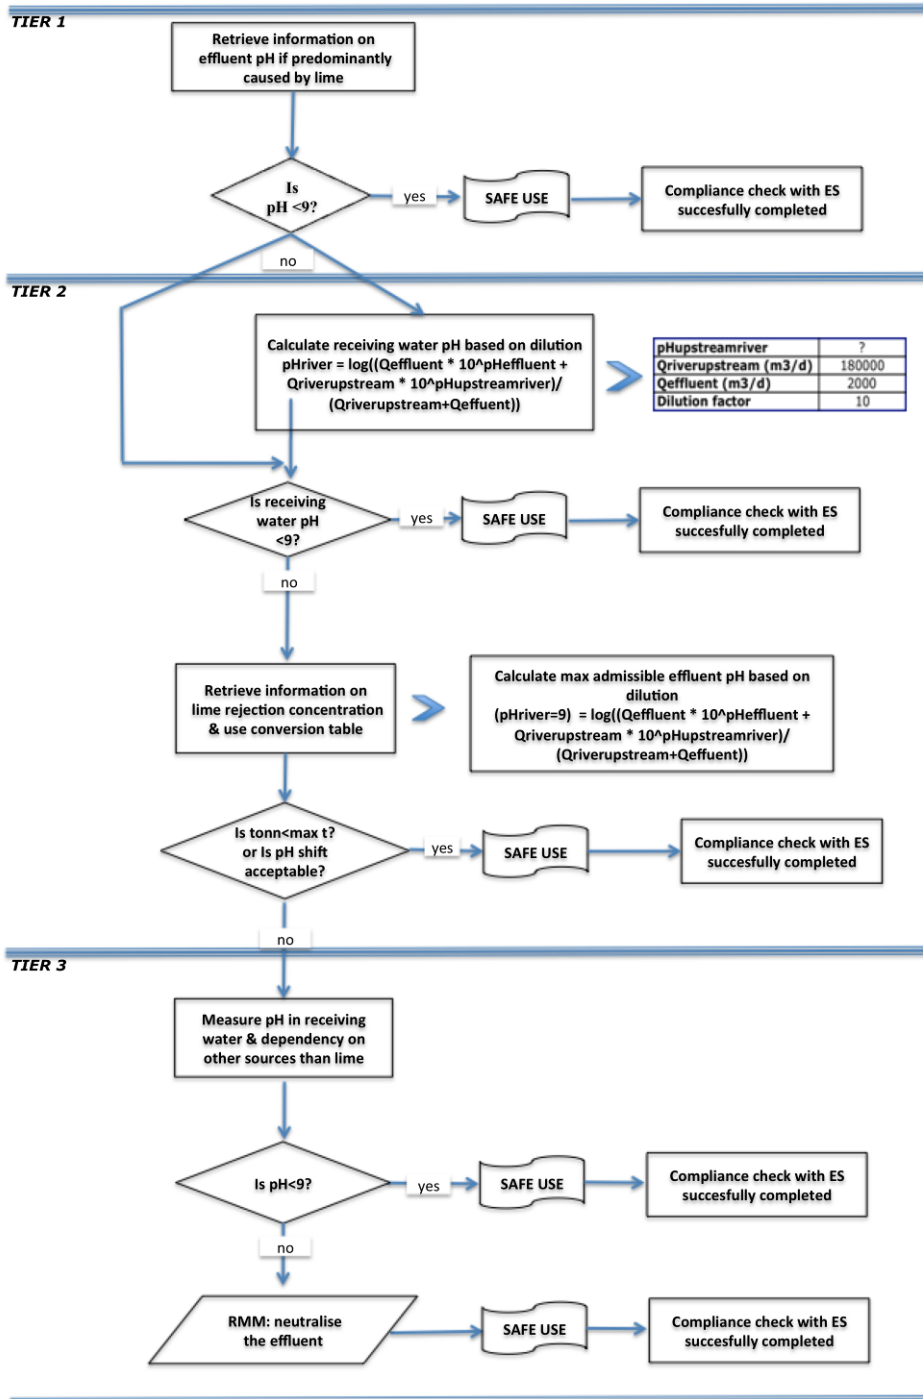 TIER 1
Retrieve information on
effluent pH if predominantly
caused by lime
Is
pH <9?
yes
SAFE USE
Compliance check with ES
succesfully completed
no
TIER 2
Calculate receiving water pH based on dilution
pHriver = log((Qeffluent * 10^pHeffluent +
Qriverupstream * 10^pHupstreamriver)/
(Qriverupstream+Qeffuent))
pHupstreamriver ?
Qriverupstream (m3/d) 180000
Qeffluent (m3/d) 2000
Dilution factor 10
Is receiving
water pH
<9?
yes
SAFE USE
Compliance check with ES
succesfully completed
no
Retrieve information on
lime rejection concentration
& use conversion table
Calculate max admissible effluent pH based on
dilution
(pHriver=9) = log((Qeffluent * 10^pHeffluent +
Qriverupstream * 10^pHupstreamriver)/
(Qriverupstream+Qeffuent))
Is tonn<max t?
or Is pH shift
acceptable?
yes
SAFE USE
Compliance check with ES
succesfully completed
no
TIER 3
Measure pH in receiving
water & dependency on
other sources than lime
Is pH<9?
yes
SAFE USE
Compliance check with ES
succesfully completed
no
RMM: neutralise
the effluent
SAFE USE
Compliance check with ES
succesfully completed